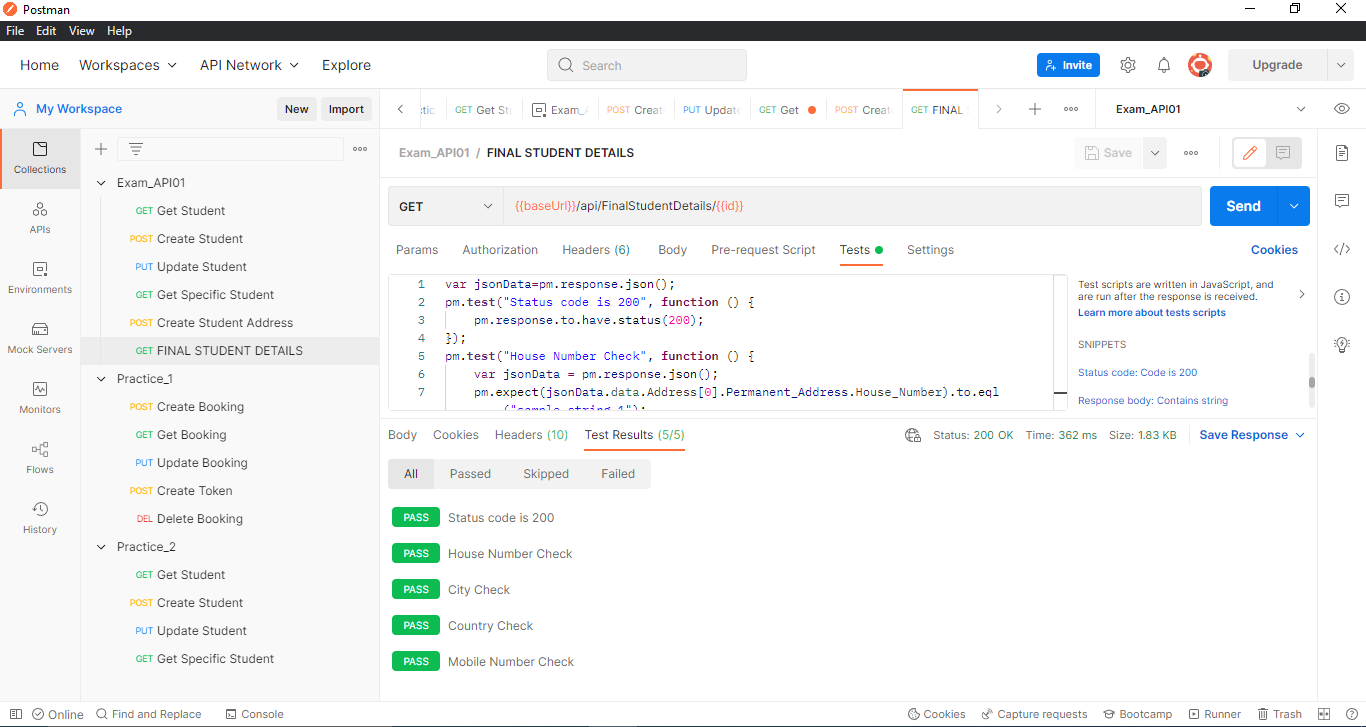 Postman
File Edit View Help
Home Workspaces API Network Explore Search Invite Upgrade
My Workspace New Import
GET Get St Exam_A POST Creat PUT Updat GET Get POST Creat GET FINAL Exam_API01
Collections
APIs
Environments
Mock Servers
Monitors
Flows
History
Exam_API01
GET Get Student
POST Create Student
PUT Update Student
GET Get Specific Student
POST Create Student Address
GET FINAL STUDENT DETAILS
Practice_1
POST Create Booking
GET Get Booking
PUT Update Booking
POST Create Token
DEL Delete Booking
Practice_2
GET Get Student
POST Create Student
PUT Update Student
GET Get Specific Student
Exam_API01 / FINAL STUDENT DETAILS Save
GET {{baseUrl}}/api/FinalStudentDetails/{{id}} Send
Params Authorization Headers (6) Body Pre-request Script Tests Settings Cookies
1 var jsonData=pm.response.json();
2 pm.test("Status code is 200", function () {
3 pm.response.to.have.status(200);
4 });
5 pm.test("House Number Check", function () {
6 var jsonData = pm.response.json();
7 pm.expect(jsonData.data.Address[0].Permanent_Address.House_Number).to.eql
("sample string 1");
Test scripts are written in JavaScript, and
are run after the response is received.
Learn more about tests scripts
SNIPPETS
Status code: Code is 200
Response body: Contains string
Body Cookies Headers (10) Test Results (5/5) Status: 200 OK Time: 362 ms Size: 1.83 KB Save Response
All Passed Skipped Failed
PASS Status code is 200
PASS House Number Check
PASS City Check
PASS Country Check
PASS Mobile Number Check
Online Find and Replace Console Cookies Capture requests Bootcamp Runner Trash